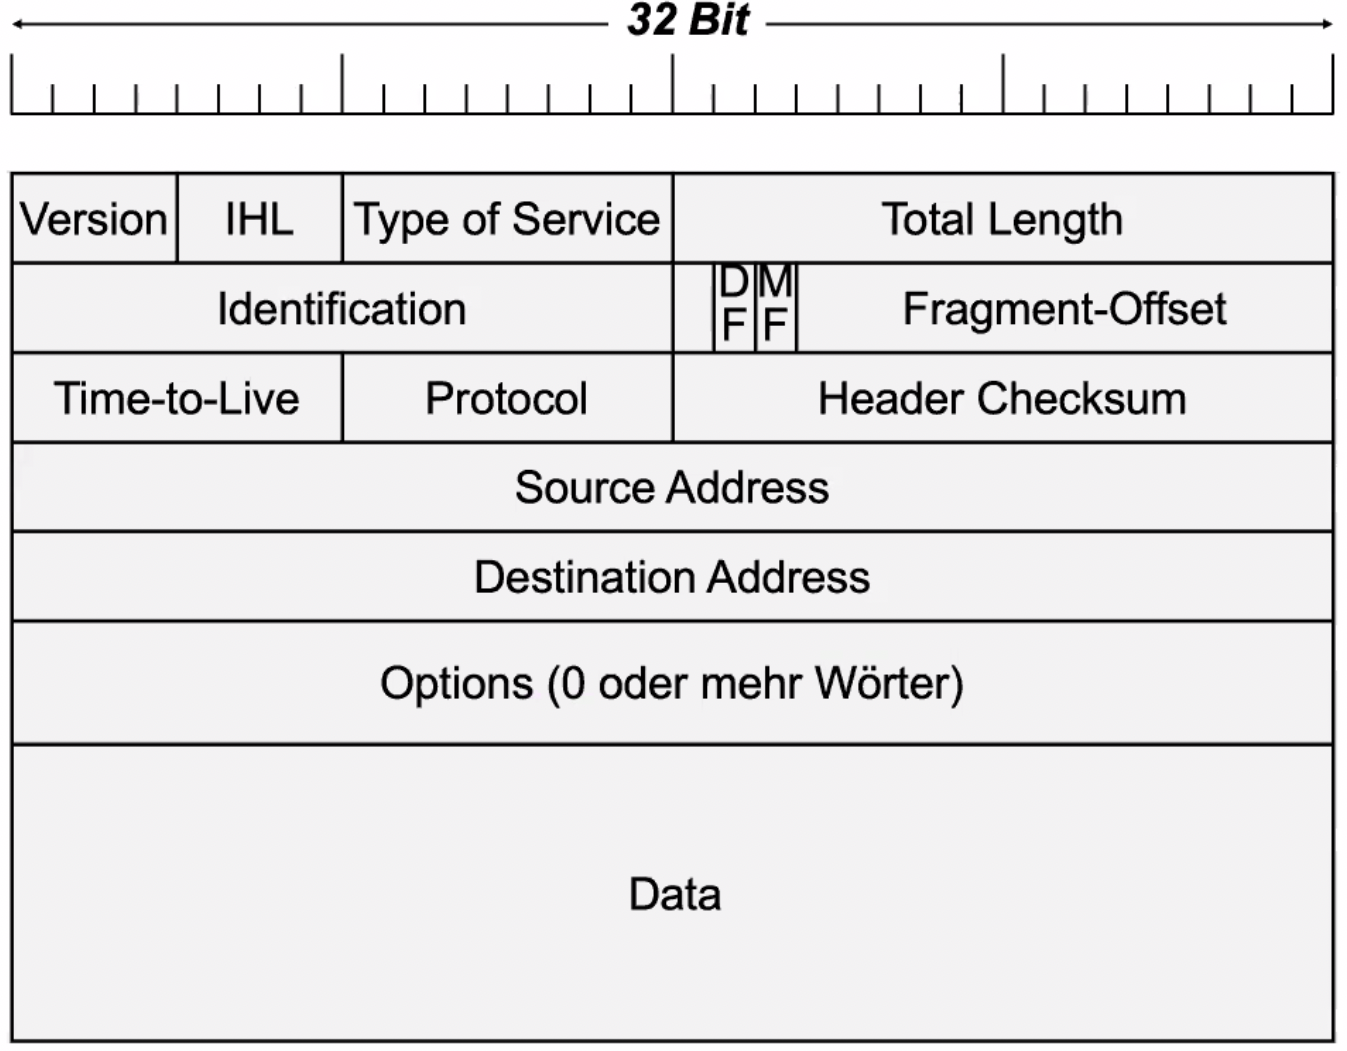 32 Bit
Version IHL Type of Service Total Length
Identification DF MF Fragment-Offset
Time-to-Live Protocol Header Checksum
Source Address
Destination Address
Options (0 oder mehr Wörter)
Data